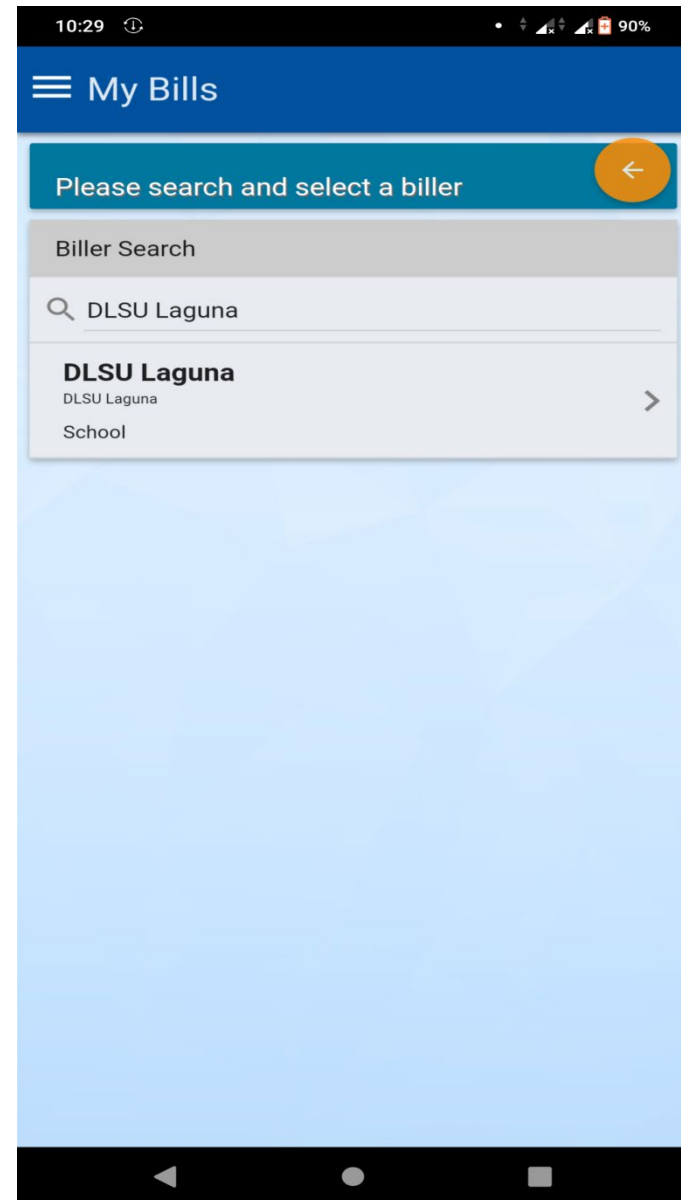 10:29
90%
My Bills
Please search and select a biller
Biller Search
DLSU Laguna
DLSU Laguna
DLSU Laguna
School